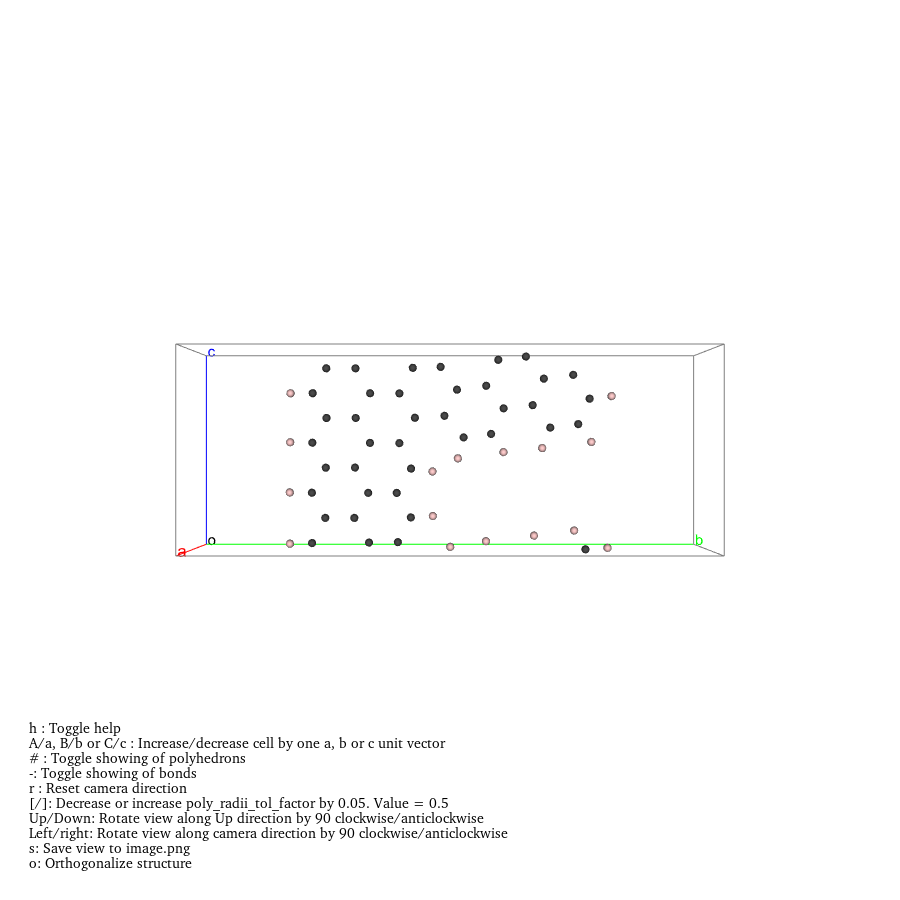 c
o
a
b
h : Toggle help
A/a, B/b or C/c : Increase/decrease cell by one a, b or c unit vector
# : Toggle showing of polyhedrons
-: Toggle showing of bonds
r : Reset camera direction
[/]: Decrease or increase poly_radii_tol_factor by 0.05. Value = 0.5
Up/Down: Rotate view along Up direction by 90 clockwise/anticlockwise
Left/right: Rotate view along camera direction by 90 clockwise/anticlockwise
s: Save view to image.png
o: Orthogonalize structure